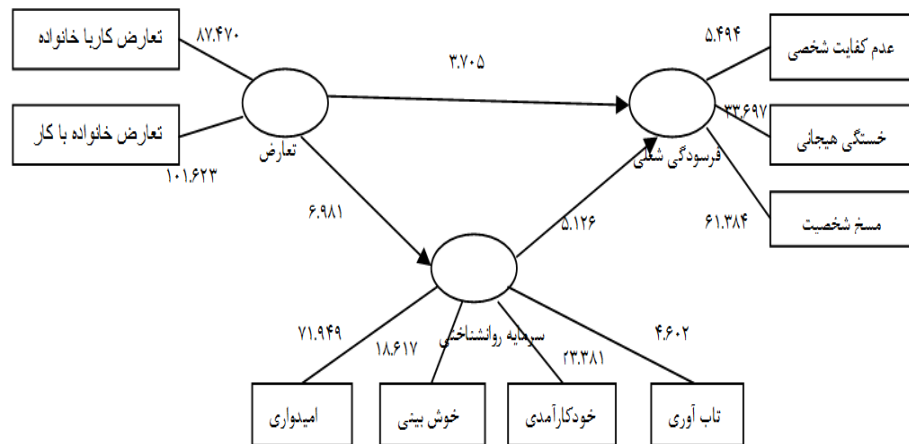 تعارض کاربا خانواده
۸۷.۴۷۰
۵.۴۹۴
عدم کفایت شخصی
۳.۷۰۵
۳۳.۶۹۷
تعارض خانواده با کار
خستگی هیجانی
تعارض
فرسودگی شغلی
۱۰۱.۶۲۳
۶.۹۸۱
۵.۱۲۶
۶۱.۳۸۴
مسخ شخصیت
سرمایه روانشناختی
۷۱.۹۴۹
۱۸.۶۱۷
۲۳.۳۸۱
۴.۶۰۲
امیدواری
خوش بینی
خودکارآمدی
تاب آوری